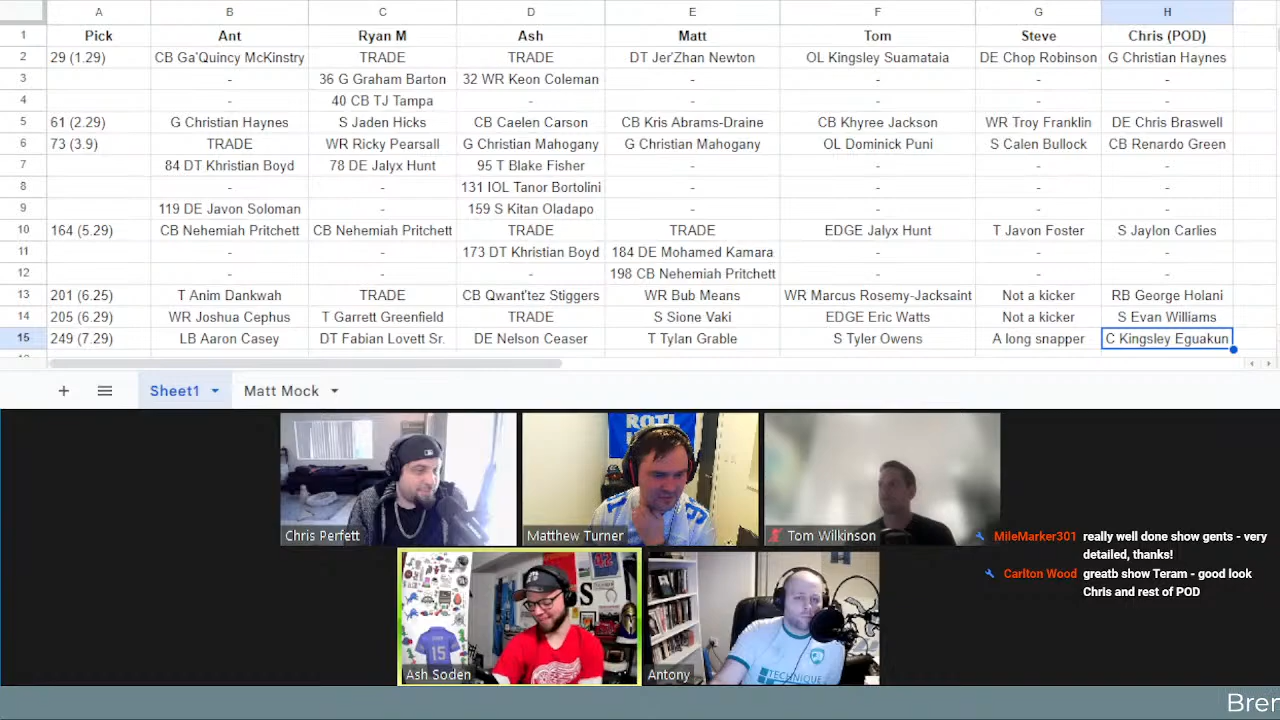 A B C D E F G H
1 Pick Ant Ryan M Ash Matt Tom Steve Chris (POD)
2 29 (1.29) CB Ga'Quincy McKinstry TRADE TRADE DT Jer'Zhan Newton OL Kingsley Suamataia DE Chop Robinson G Christian Haynes
3 - 36 G Graham Barton 32 WR Keon Coleman - - - -
4 - 40 CB TJ Tampa - - - - -
5 61 (2.29) G Christian Haynes S Jaden Hicks CB Caelen Carson CB Kris Abrams-Draine CB Khyree Jackson WR Troy Franklin DE Chris Braswell
6 73 (3.9) TRADE WR Ricky Pearsall G Christian Mahogany G Christian Mahogany OL Dominick Puni S Calen Bullock CB Renardo Green
7 84 DT Khristian Boyd 78 DE Jalyx Hunt 95 T Blake Fisher - - - -
8 - - 131 IOL Tanor Bortolini - - - -
9 119 DE Javon Soloman - 159 S Kitan Oladapo - - - -
10 164 (5.29) CB Nehemiah Pritchett CB Nehemiah Pritchett TRADE TRADE EDGE Jalyx Hunt T Javon Foster S Jaylon Carlies
11 - - 173 DT Khristian Boyd 184 DE Mohamed Kamara - - -
12 - - - 198 CB Nehemiah Pritchett - - -
13 201 (6.25) T Anim Dankwah TRADE CB Qwant'tez Stiggers WR Bub Means WR Marcus Rosemy-Jacksaint Not a kicker RB George Holani
14 205 (6.29) WR Joshua Cephus T Garrett Greenfield TRADE S Sione Vaki EDGE Eric Watts Not a kicker S Evan Williams
15 249 (7.29) LB Aaron Casey DT Fabian Lovett Sr. DE Nelson Ceaser T Tylan Grable S Tyler Owens A long snapper C Kingsley Eguakun
Sheet1 Matt Mock
Chris Perfett
Matthew Turner
Tom Wilkinson
MileMarker301 really well done show gents - very
detailed, thanks!
Carlton Wood greatb show Teram - good look
Chris and rest of POD
15
Ash Soden
Antony
TECHNIQUE
Brer